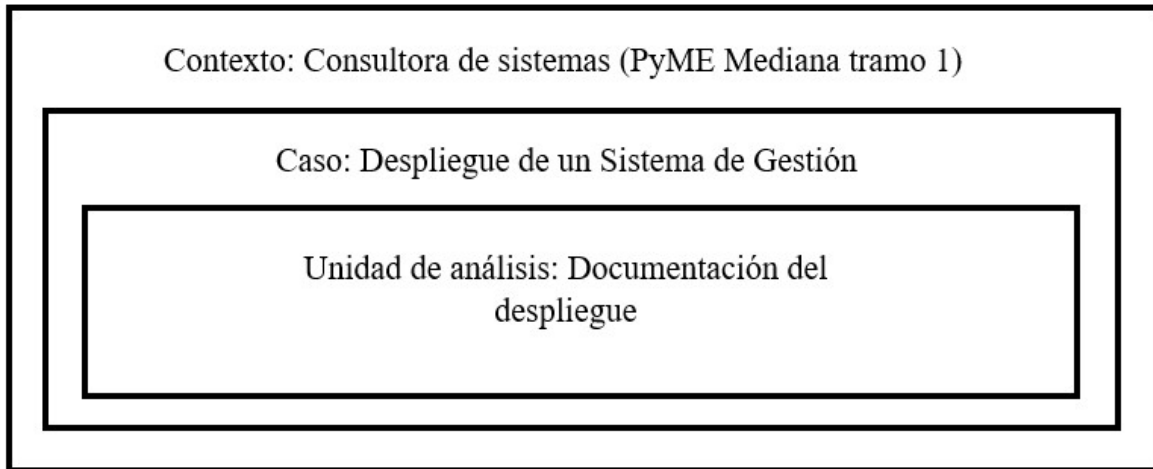 Contexto: Consultora de sistemas (PyME Mediana tramo 1)
Caso: Despliegue de un Sistema de Gestión
Unidad de análisis: Documentación del
despliegue